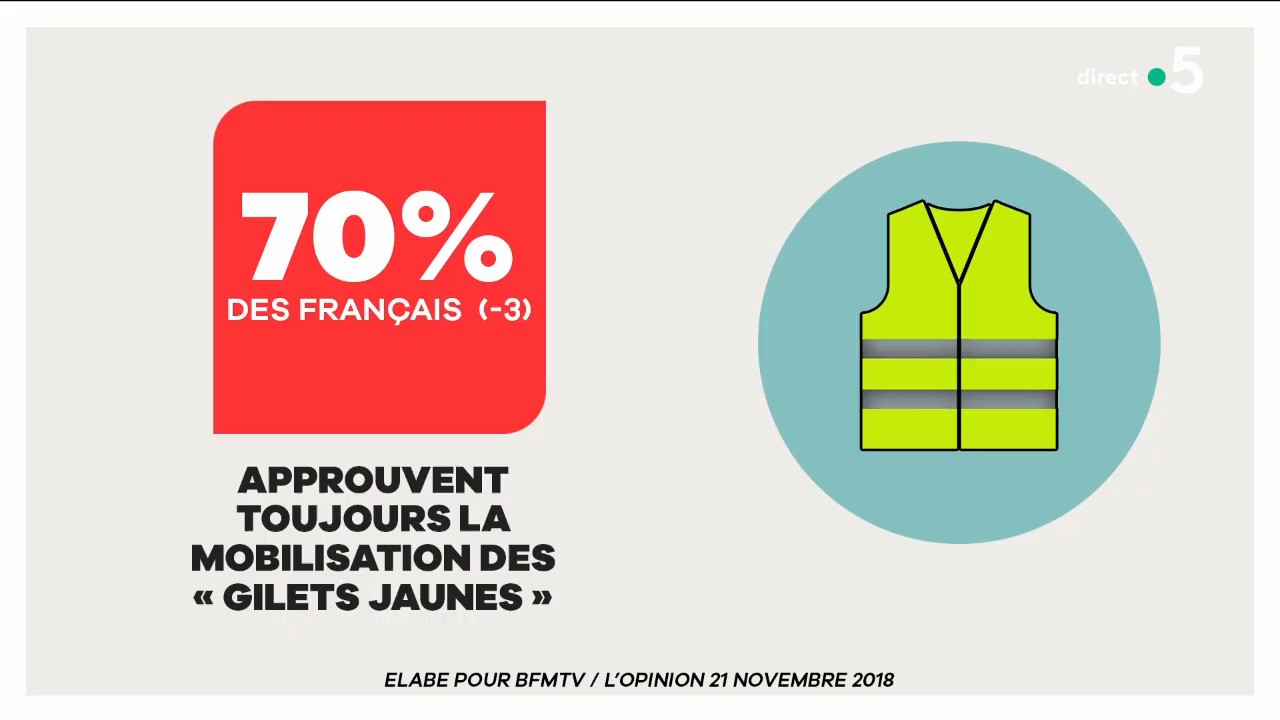 direct 5
70%
DES FRANÇAIS (-3)
APPROUVENT
TOUJOURS LA
MOBILISATION DES
« GILETS JAUNES »
ELABE POUR BFMTV / L'OPINION 21 NOVEMBRE 2018